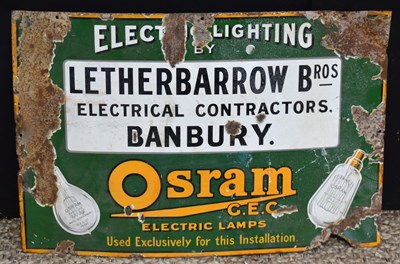 ELECTRIC LIGHTING
BY
LETHERBARROW BROS
ELECTRICAL CONTRACTORS.
BANBURY.
Osram
G.E.C.
ELECTRIC LAMPS
Used Exclusively for this Installation.